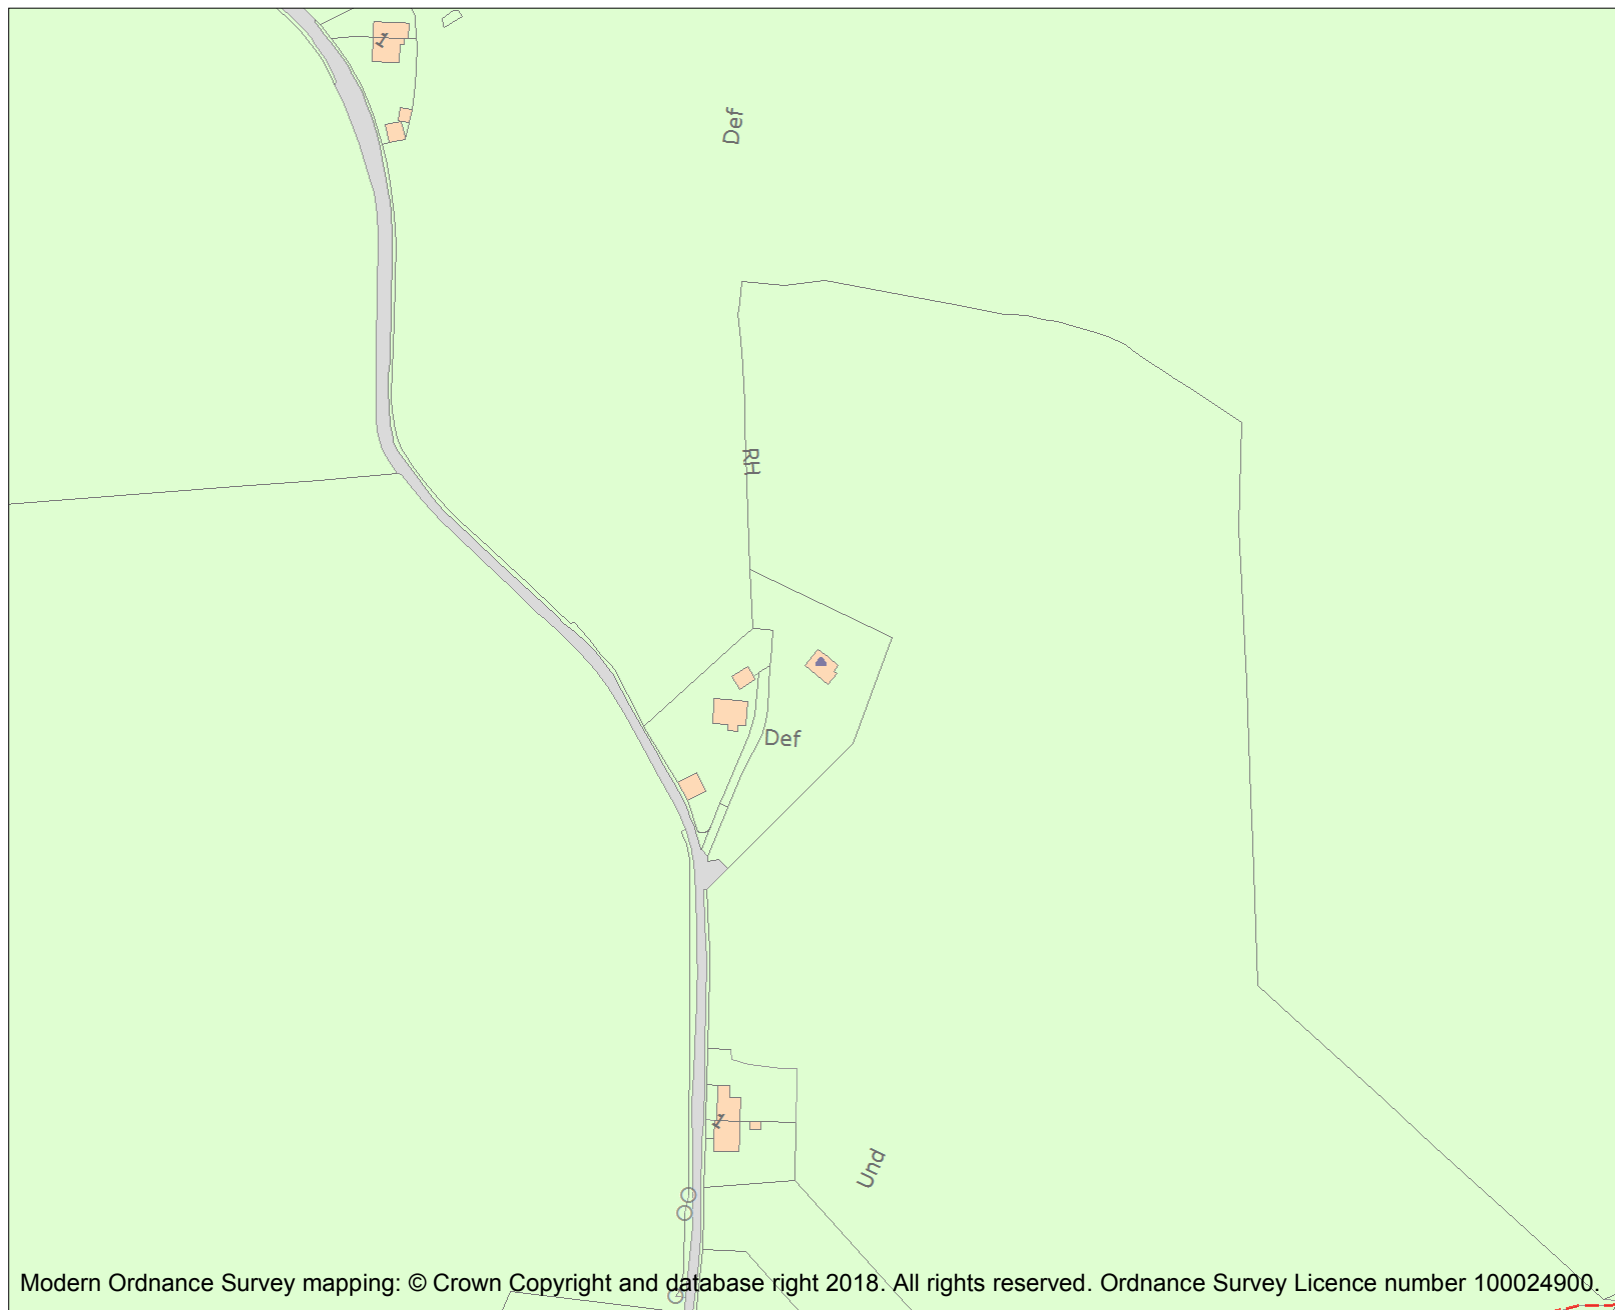 Def
RH
Def
Und
4
Modern Ordnance Survey mapping: © Crown Copyright and database right 2018. All rights reserved. Ordnance Survey Licence number 100024900.